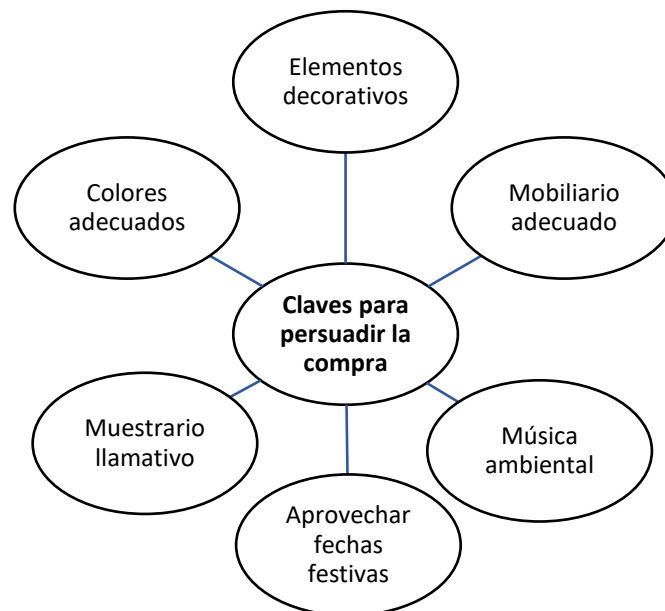 Elementos
decorativos
Colores
adecuados
Mobiliario
adecuado
Claves para
persuadir la
compra
Muestrario
llamativo
Música
ambiental
Aprovechar
fechas
festivas